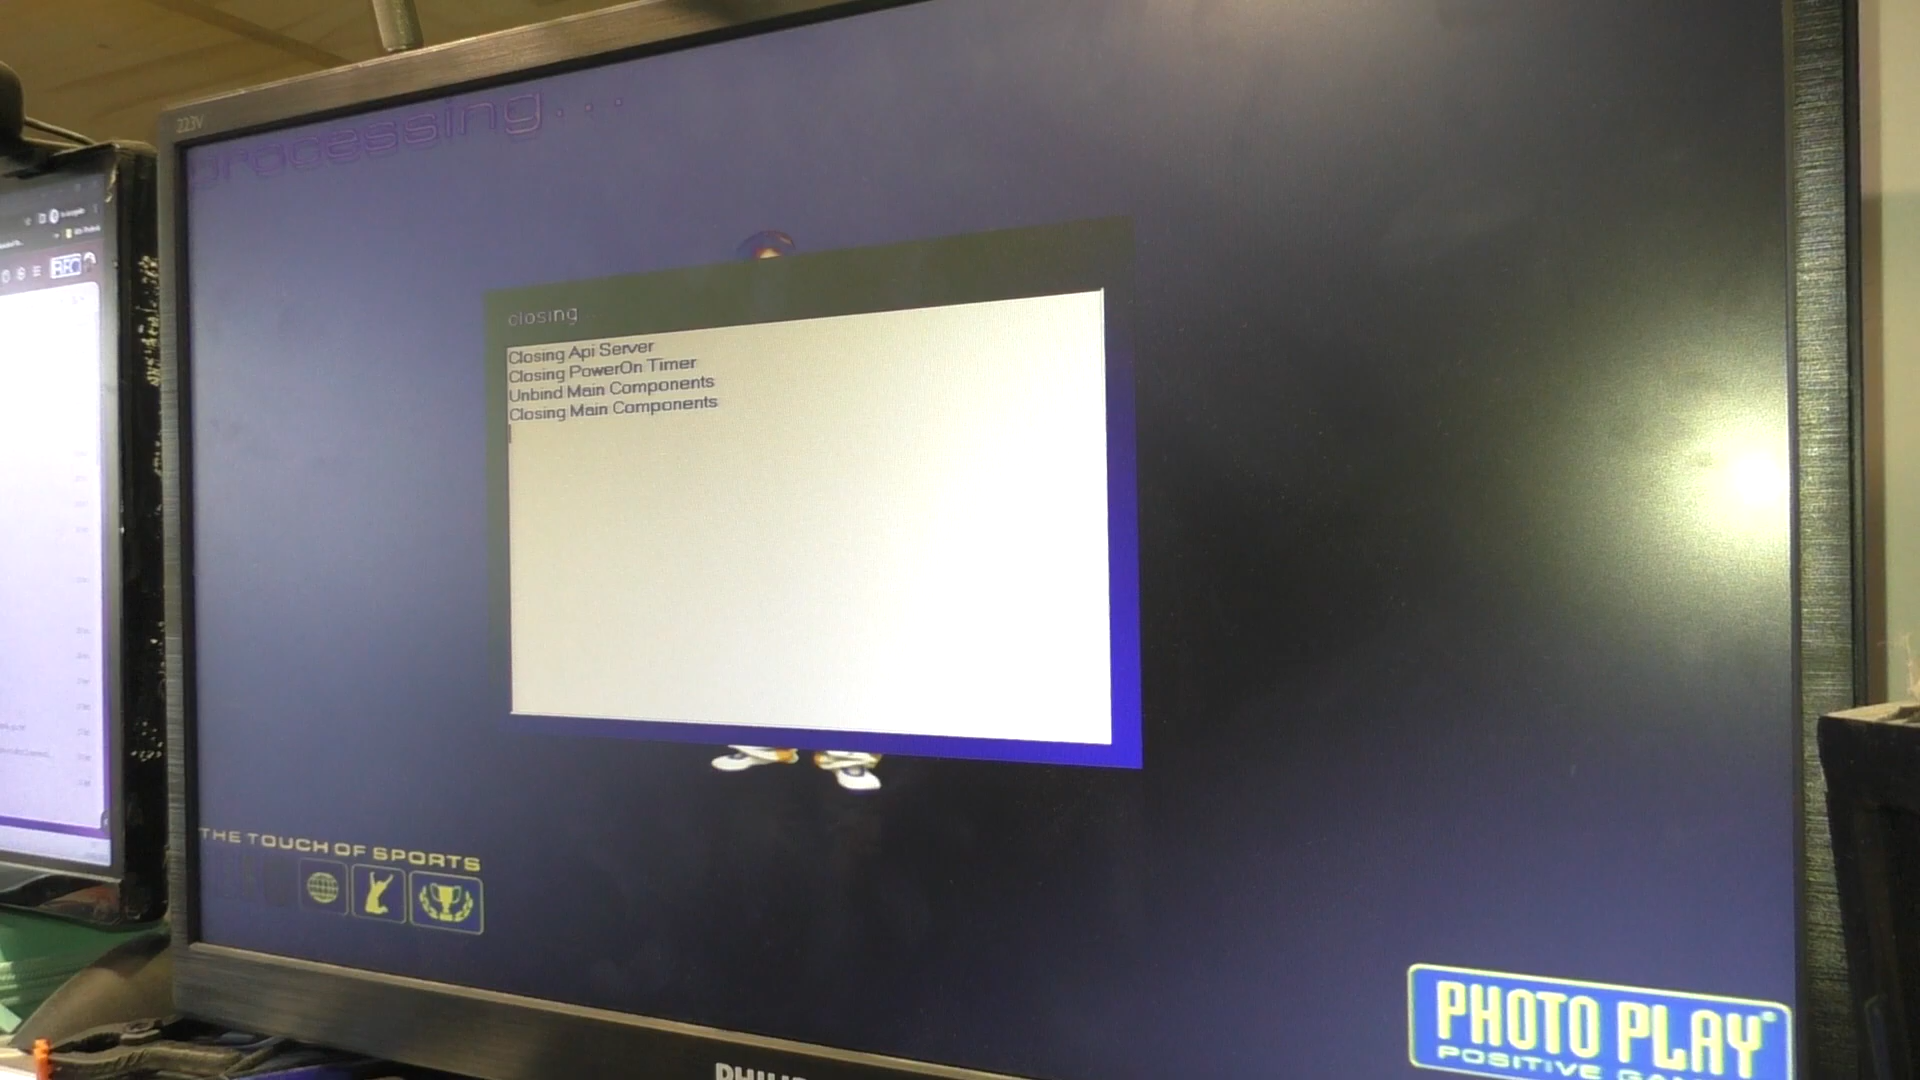 223V
processing...
closing
Closing Api Server
Closing PowerOn Timer
Unbind Main Components
Closing Main Components
THE TOUCH OF SPORTS
PHOTO PLAY
POSITIVE